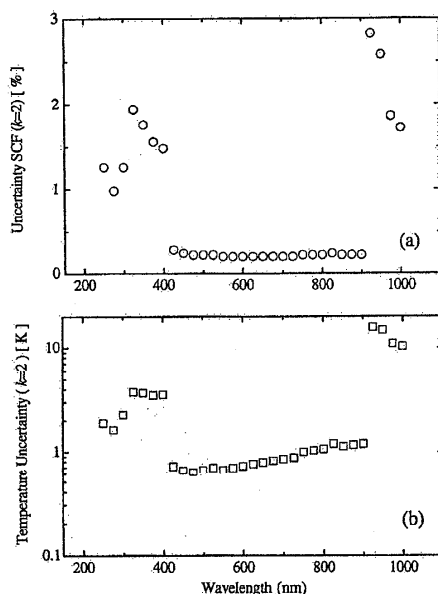 3
2
1
0
Uncertainty SCF (k=2) [ % ]
(a)
200 400 600 800 1000
10
1
0.1
Temperature Uncertainty ( k=2 ) [ K ]
(b)
200 400 600 800 1000
Wavelength (nm)